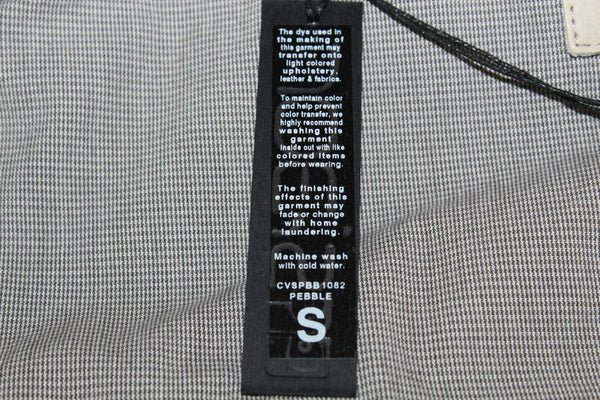 The dye used in
the making of
this garment may
transfer onto
light colored
upholstery,
leather & fabrics.
To maintain color
and help prevent
color transfer, we
highly recommend
washing this
garment
inside out with like
colored items
before wearing.
The finishing
effects of this
garment may
fade or change
with home
laundering.
Machine wash
with cold water.
CVSPBB1082
PEBBLE
S